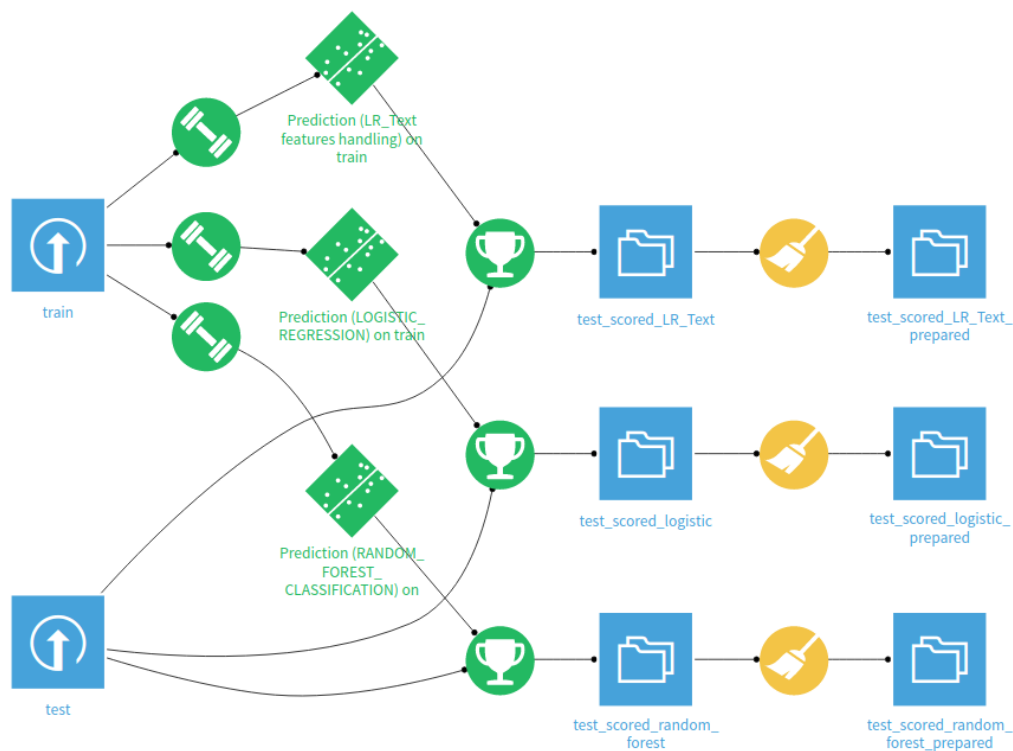 Prediction (LR_Text
features handling) on
train
train
Prediction (LOGISTIC_
REGRESSION) on train
test_scored_LR_Text
test_scored_LR_Text_
prepared
test_scored_logistic
test_scored_logistic_
prepared
Prediction (RANDOM_
FOREST_
CLASSIFICATION) on
test
test_scored_random_
forest
test_scored_random_
forest_prepared